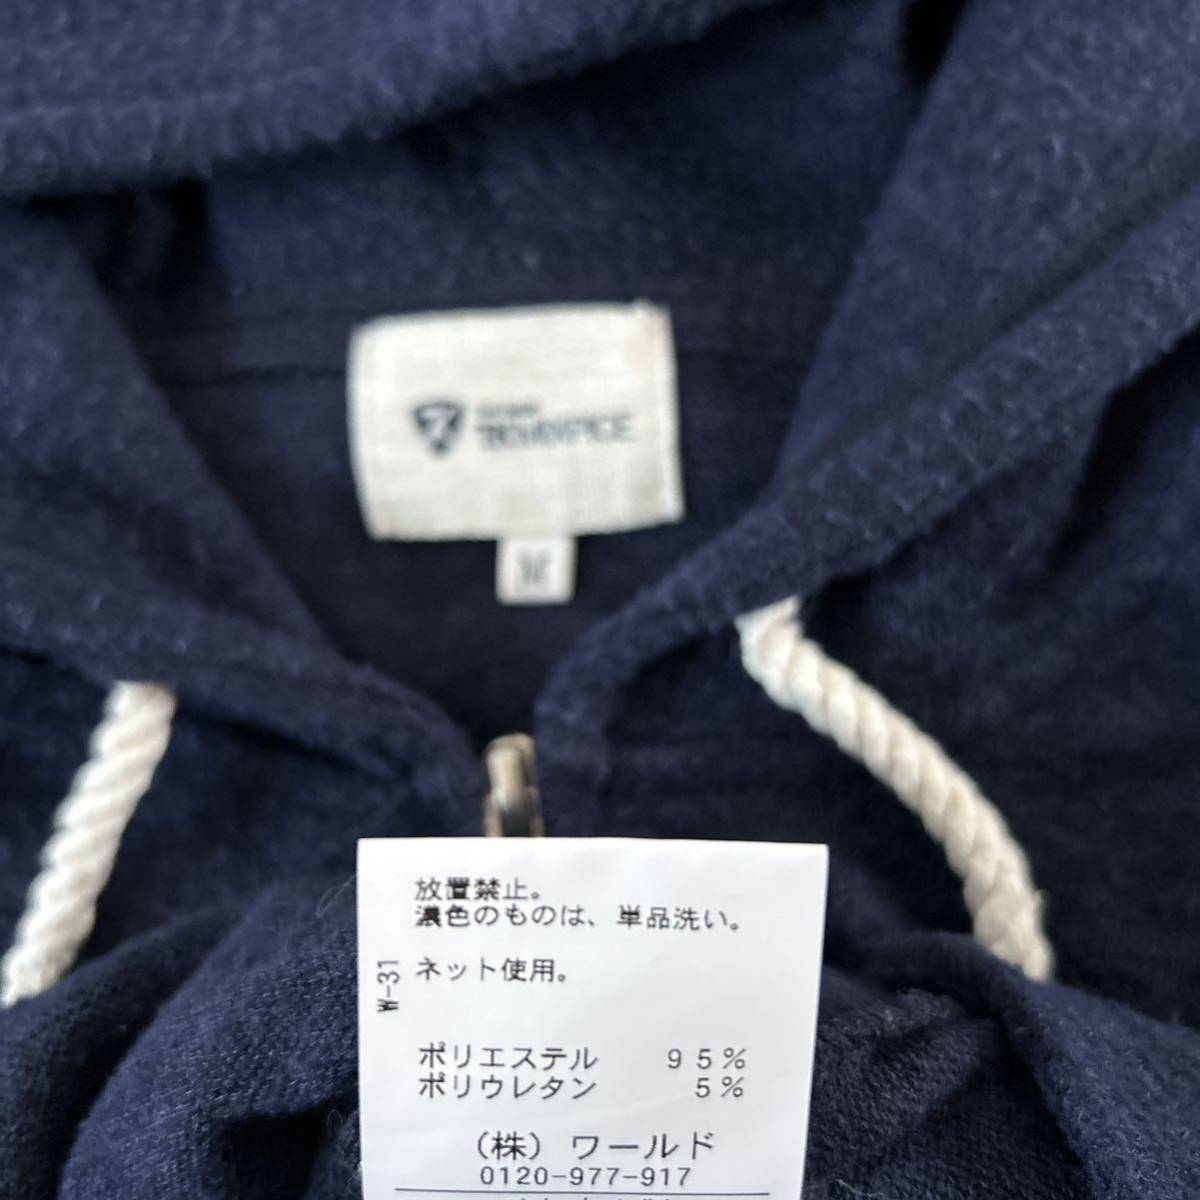 M
放置禁止。
濃色のものは、単品洗い。
ネット使用。
W-31
ポリエステル 95%
ポリウレタン 5%
(株) ワールド
0120-977-917